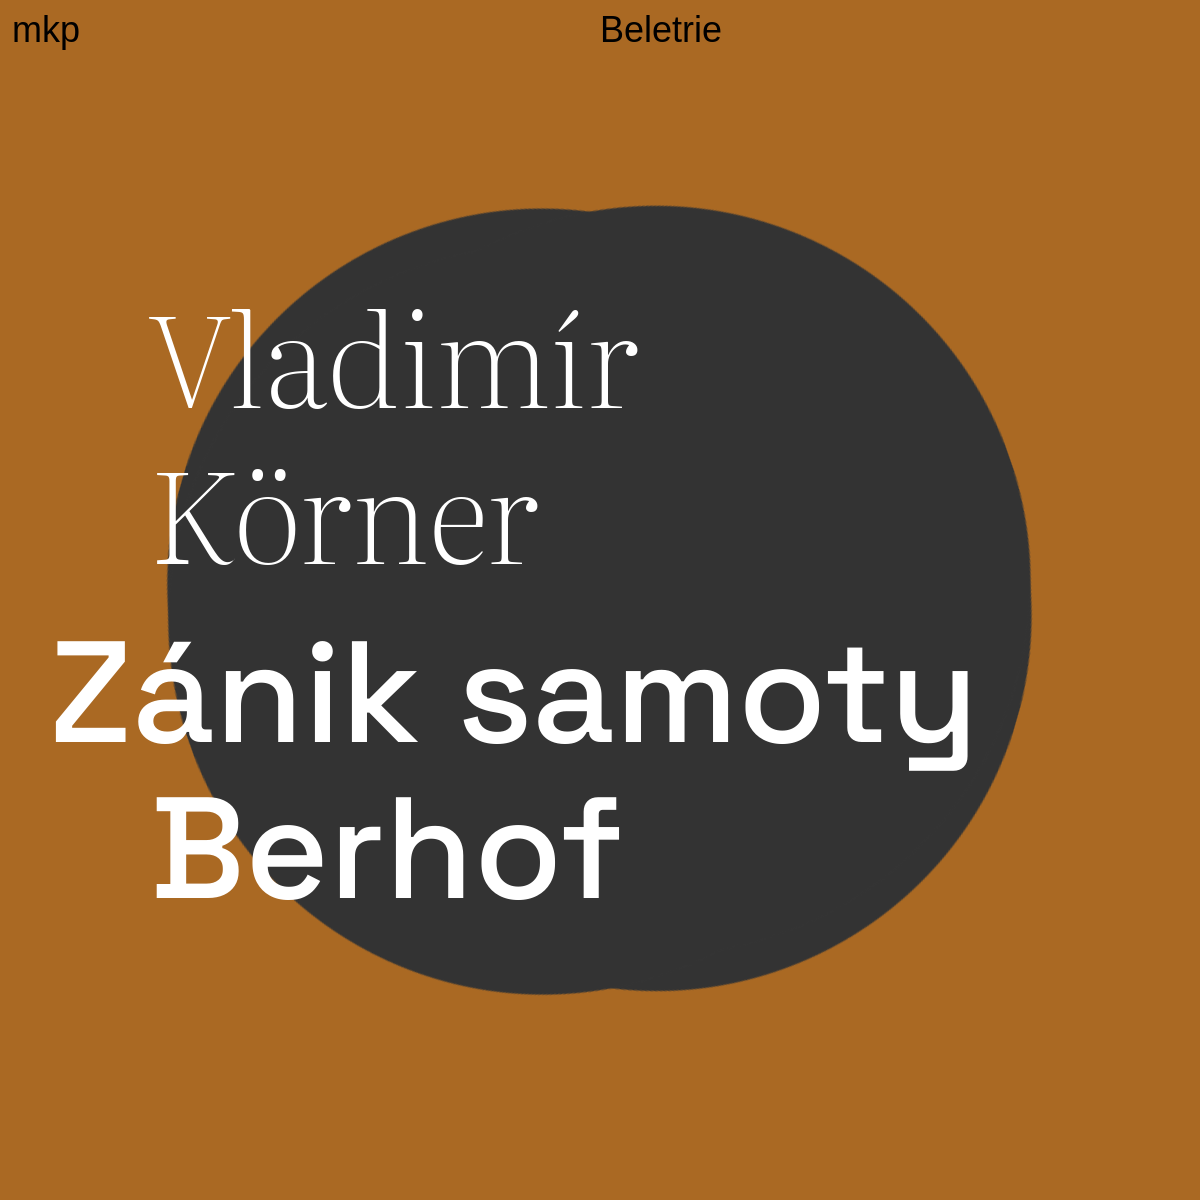 mkp
Beletrie
Vladimír
Körner
Zánik samoty
Berhof